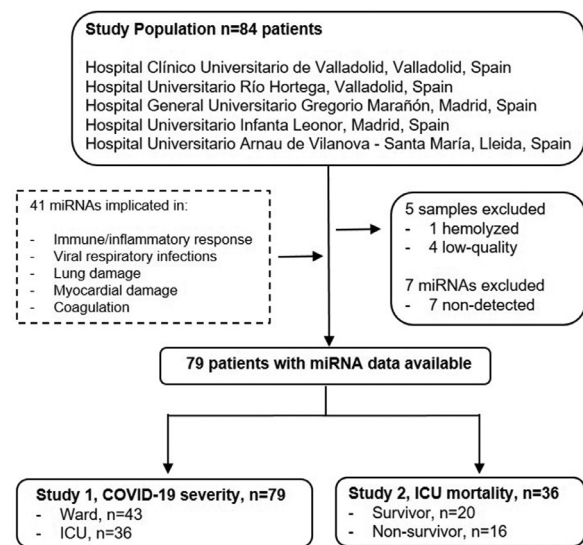 Study Population n=84 patients
Hospital Clínico Universitario de Valladolid, Valladolid, Spain
Hospital Universitario Río Hortega, Valladolid, Spain
Hospital General Universitario Gregorio Marañón, Madrid, Spain
Hospital Universitario Infanta Leonor, Madrid, Spain
Hospital Universitario Arnau de Vilanova - Santa María, Lleida, Spain
41 miRNAs implicated in:
- Immune/inflammatory response
- Viral respiratory infections
- Lung damage
- Myocardial damage
- Coagulation
5 samples excluded
- 1 hemolyzed
- 4 low-quality
7 miRNAs excluded
- 7 non-detected
79 patients with miRNA data available
Study 1, COVID-19 severity, n=79
- Ward, n=43
- ICU, n=36
Study 2, ICU mortality, n=36
- Survivor, n=20
- Non-survivor, n=16